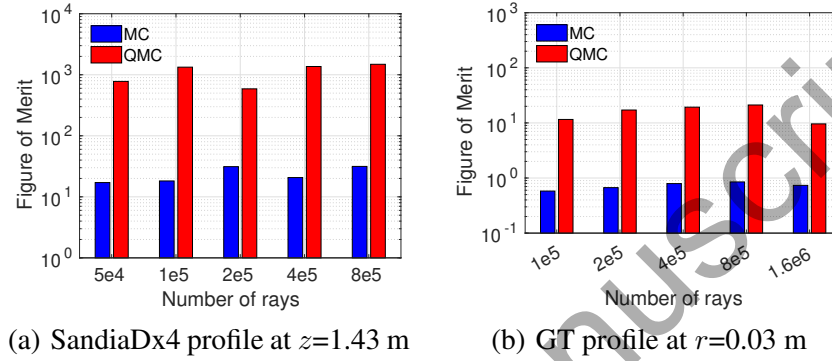 10^4
10^3
10^2
10^1
10^0
Figure of Merit
MC
QMC
5e4 1e5 2e5 4e5 8e5
Number of rays
(a) SandiaDx4 profile at z=1.43 m
10^2
10^1
10^0
10^-1
Figure of Merit
MC
QMC
1e5 2e5 4e5 8e5 1.6e6
Number of rays
(b) GT profile at r=0.03 m
nuscri